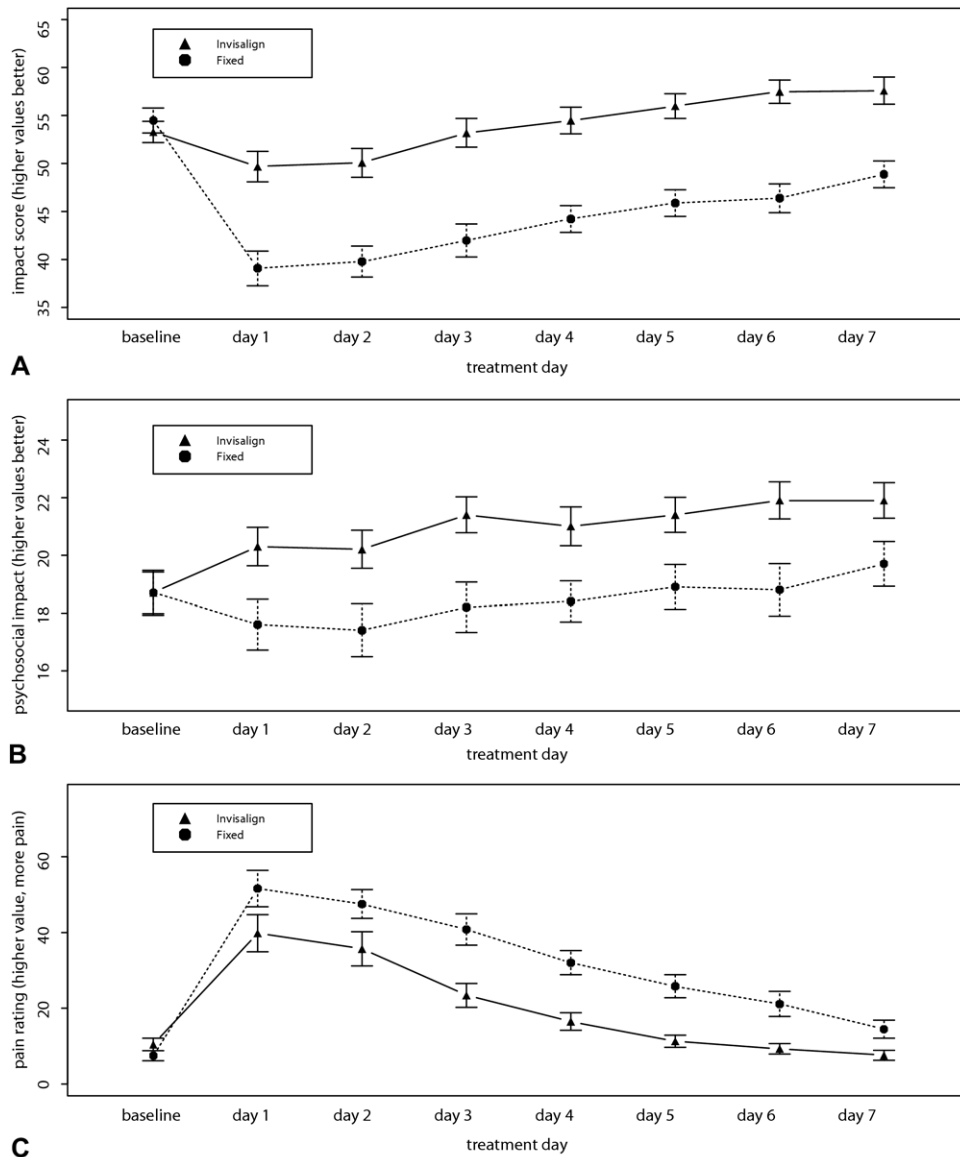 impact score (higher values better)
65
60
55
50
45
40
35
Invisalign
Fixed
baseline day 1 day 2 day 3 day 4 day 5 day 6 day 7
treatment day
A
psychosocial impact (higher values better)
24
22
20
18
16
Invisalign
Fixed
baseline day 1 day 2 day 3 day 4 day 5 day 6 day 7
treatment day
B
pain rating (higher value, more pain)
60
40
20
0
Invisalign
Fixed
baseline day 1 day 2 day 3 day 4 day 5 day 6 day 7
treatment day
C